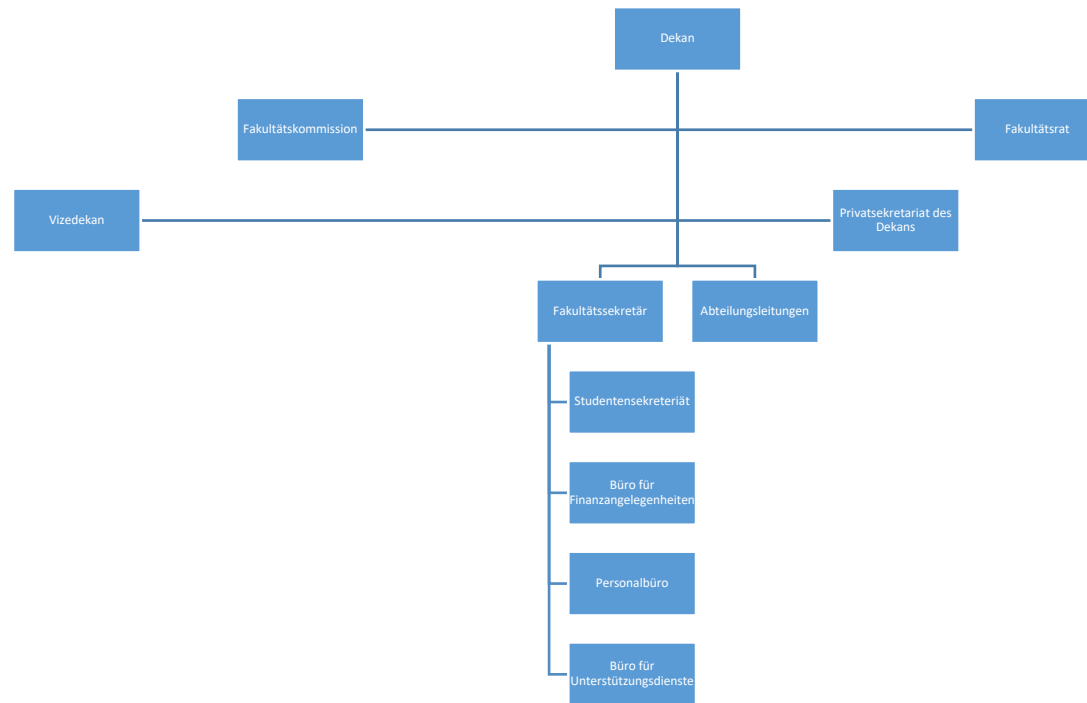 Dekan
Fakultätskommission
Fakultätsrat
Vizedekan
Privatsekretariat des
Dekans
Fakultätssekretär
Abteilungsleitungen
Studentensekreteriät
Büro für
Finanzangelegenheiten
Personalbüro
Büro für
Unterstützungsdienste